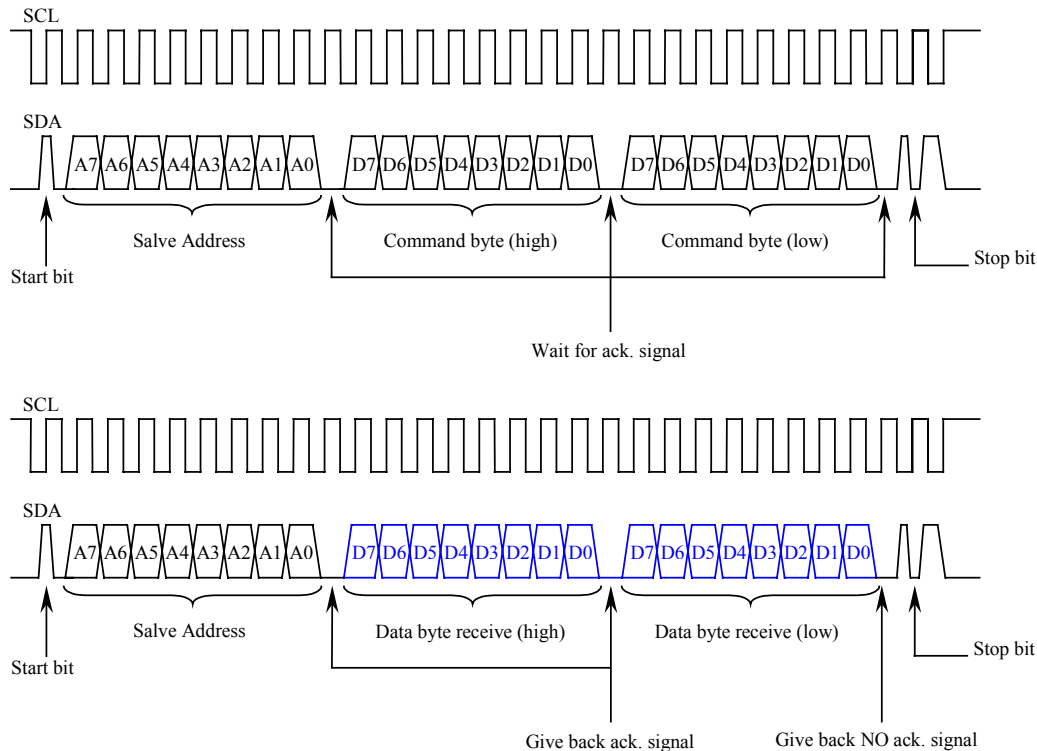 SCL
SDA
A7 A6 A5 A4 A3 A2 A1 A0 D7 D6 D5 D4 D3 D2 D1 D0 D7 D6 D5 D4 D3 D2 D1 D0
Salve Address Command byte (high) Command byte (low)
Start bit Stop bit
Wait for ack. signal
SCL
SDA
A7 A6 A5 A4 A3 A2 A1 A0 D7 D6 D5 D4 D3 D2 D1 D0 D7 D6 D5 D4 D3 D2 D1 D0
Salve Address Data byte receive (high) Data byte receive (low)
Start bit Stop bit
Give back ack. signal Give back NO ack. signal